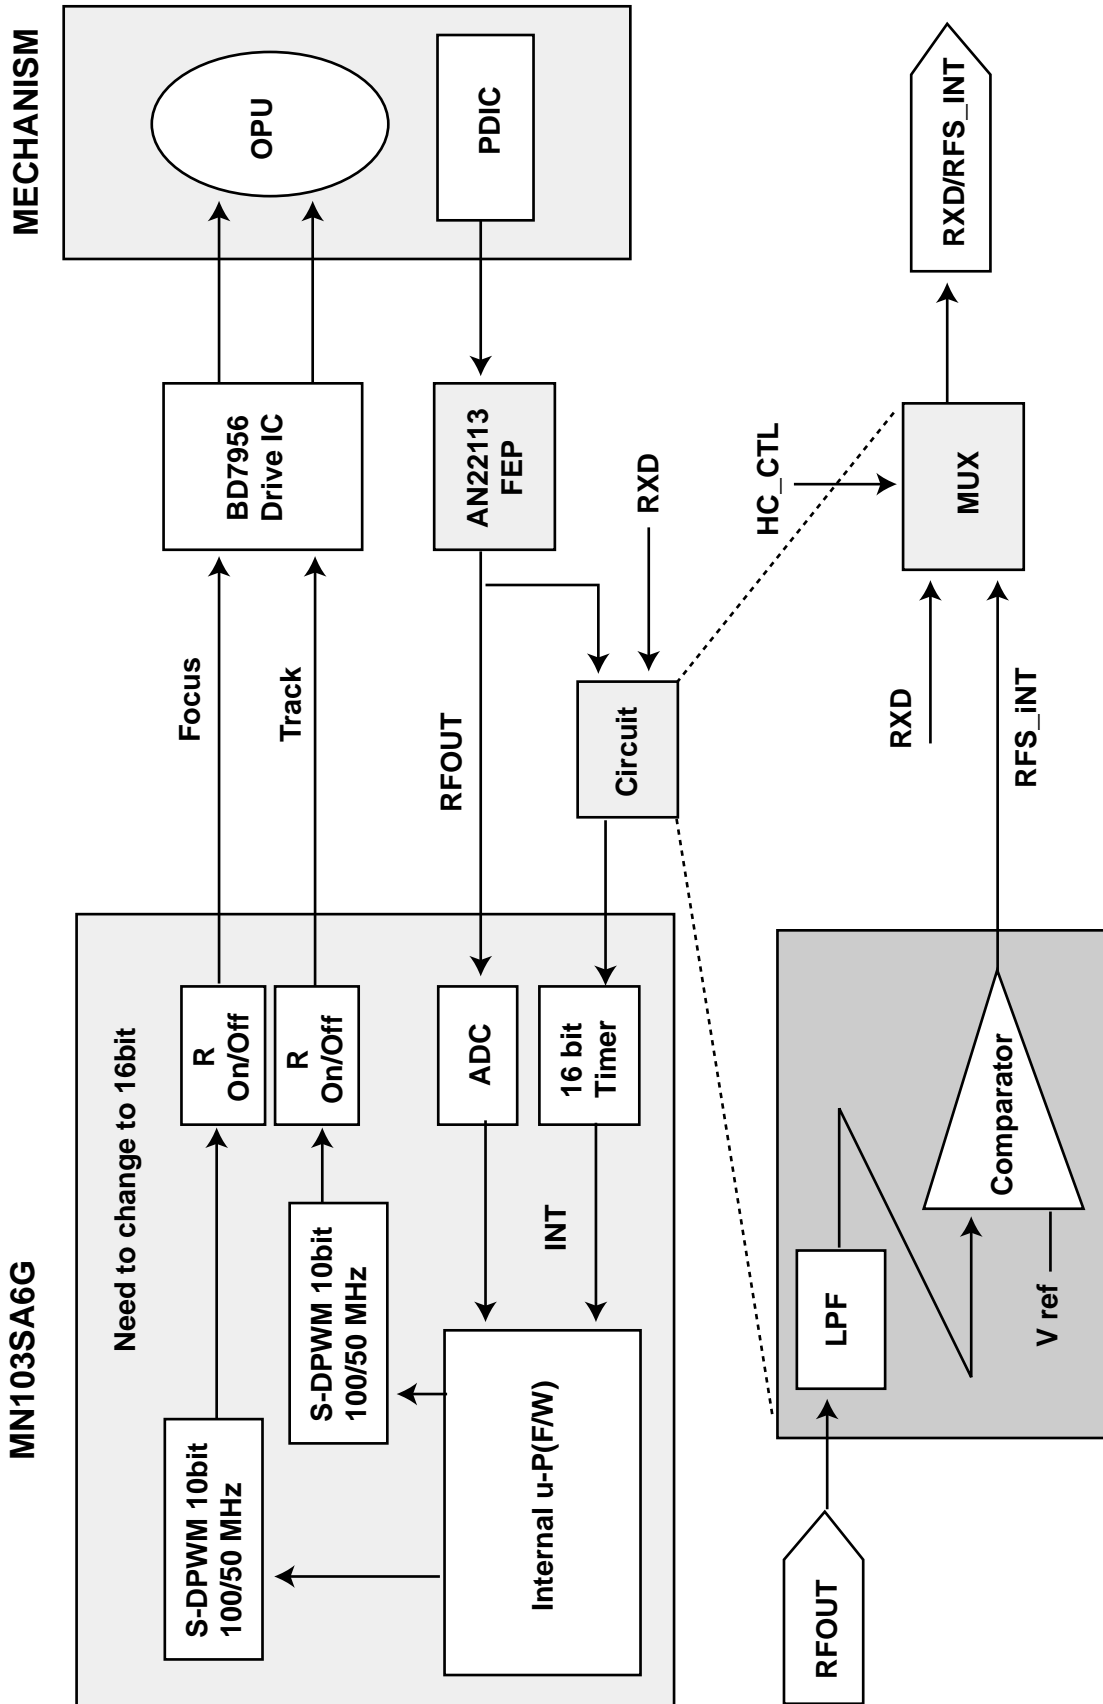 MN103SA6G
MECHANISM
Need to change to 16bit
S-DPWM 10bit
100/50 MHz
R
On/Off
Focus
BD7956
Drive IC
OPU
S-DPWM 10bit
100/50 MHz
R
On/Off
Track
Internal u-P(F/W)
ADC
RFOUT
AN22113
FEP
PDIC
INT
16 bit
Timer
Circuit
RXD
RFOUT
LPF
V ref
Comparator
RFS_iNT
RXD
HC_CTL
MUX
RXD/RFS_INT